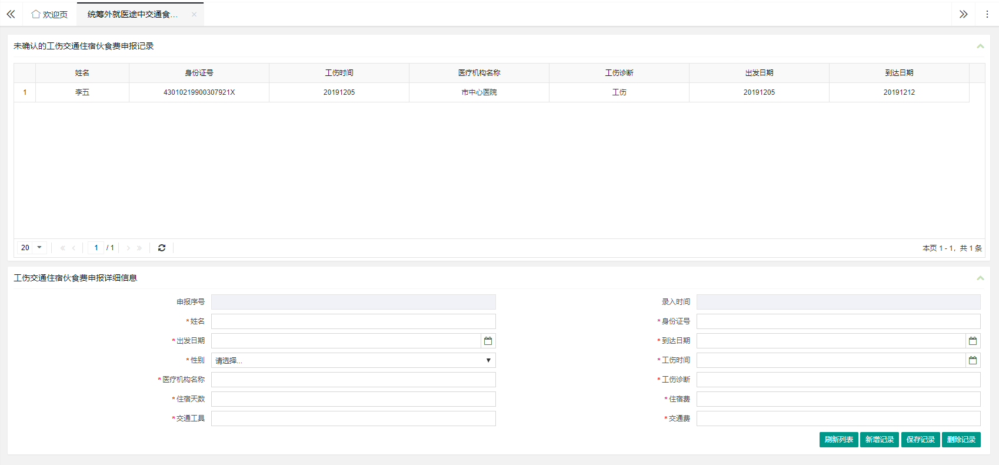 欢迎页 统筹外就医途中交通食...
未确认的工伤交通住宿伙食费申报记录
姓名 身份证号 工伤时间 医疗机构名称 工伤诊断 出发日期 到达日期
1 李五 43010219900307921X 20191205 市中心医院 工伤 20191205 20191212
20 1 / 1 本页 1 - 1，共 1 条
工伤交通住宿伙食费申报详细信息
申报序号 录入时间
*姓名 *身份证号
*出发日期 *到达日期
*性别 请选择... *工伤时间
*医疗机构名称 *工伤诊断
*住宿天数 *住宿费
*交通工具 *交通费
刷新列表 新增记录 保存记录 删除记录